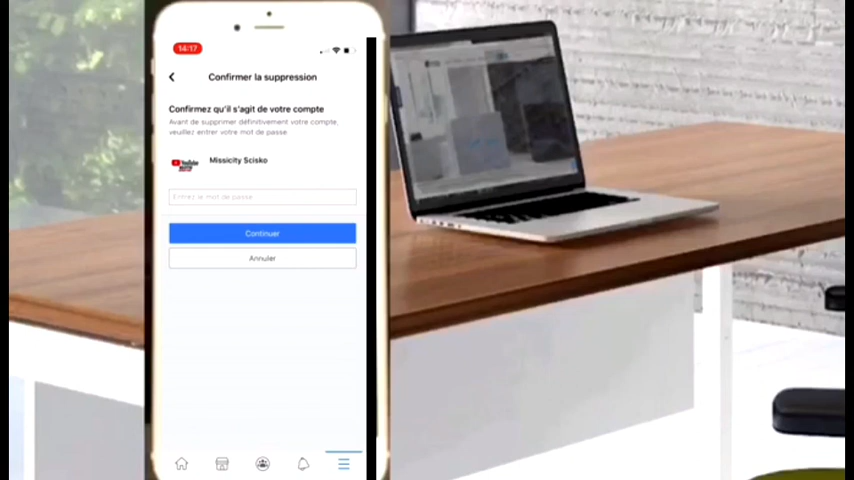 14:17
Confirmer la suppression
Confirmez qu'il s'agit de votre compte
Avant de supprimer définitivement votre compte,
veuillez entrer votre mot de passe
Missicity Scisko
YouTube
Entrez le mot de passe
Continuer
Annuler